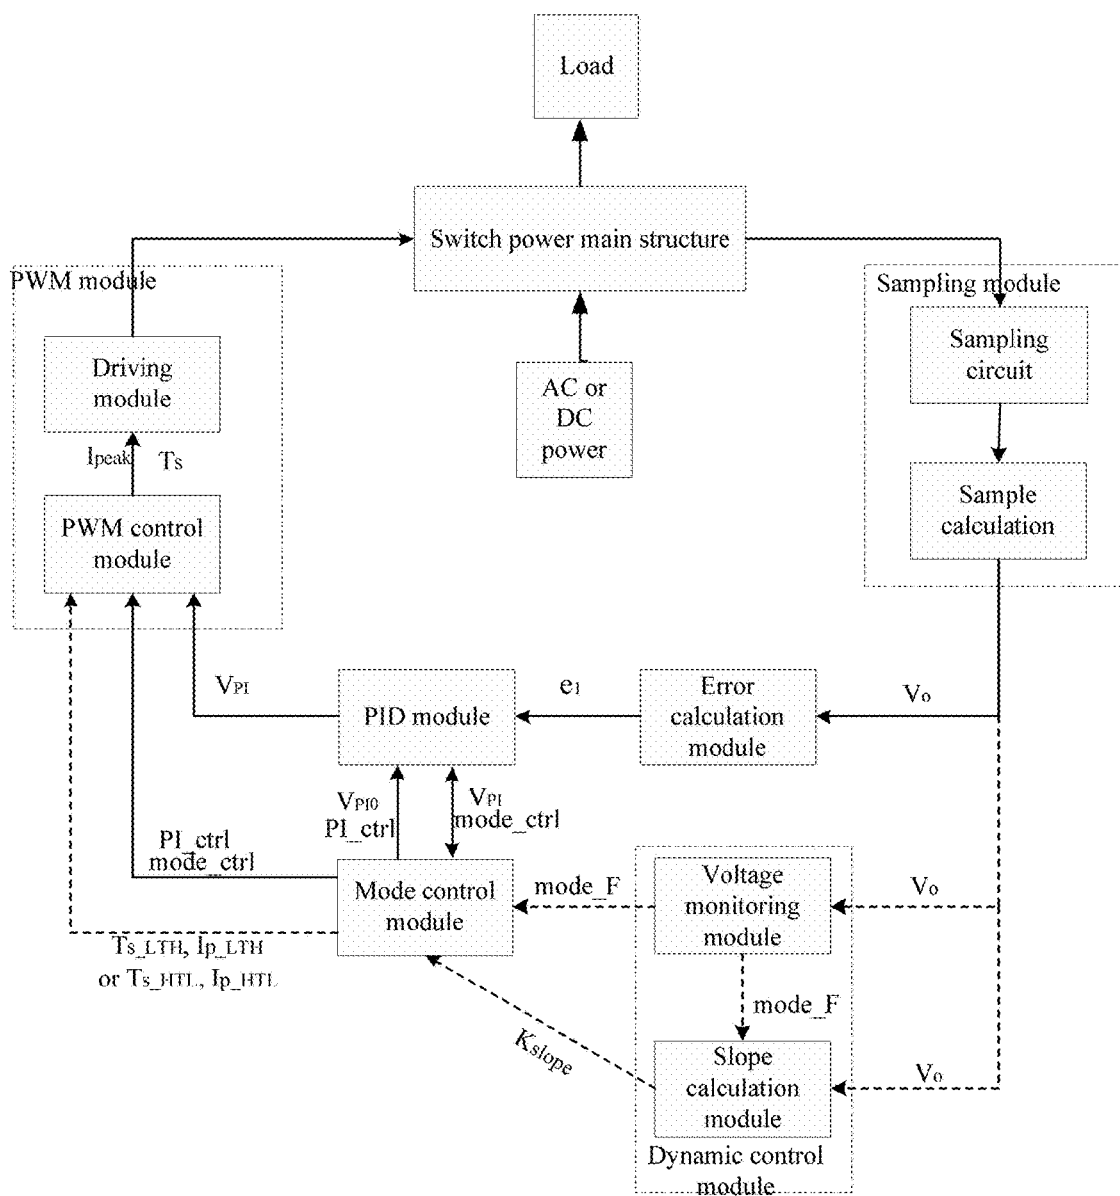 Load
Switch power main structure
PWM module
Sampling module
Driving
module
Sampling
circuit
AC or
DC
power
Ipeak
Ts
PWM control
module
Sample
calculation
VPI
PID module
e1
Error
calculation
module
Vo
VPI0
PI_ctrl
VPI
mode_ctrl
PI_ctrl
mode_ctrl
Mode control
module
mode_F
Voltage
monitoring
module
Vo
Ts_LTH, Ip_LTH
or Ts_HTL, Ip_HTL
mode_F
Kslope
Slope
calculation
module
Vo
Dynamic control
module